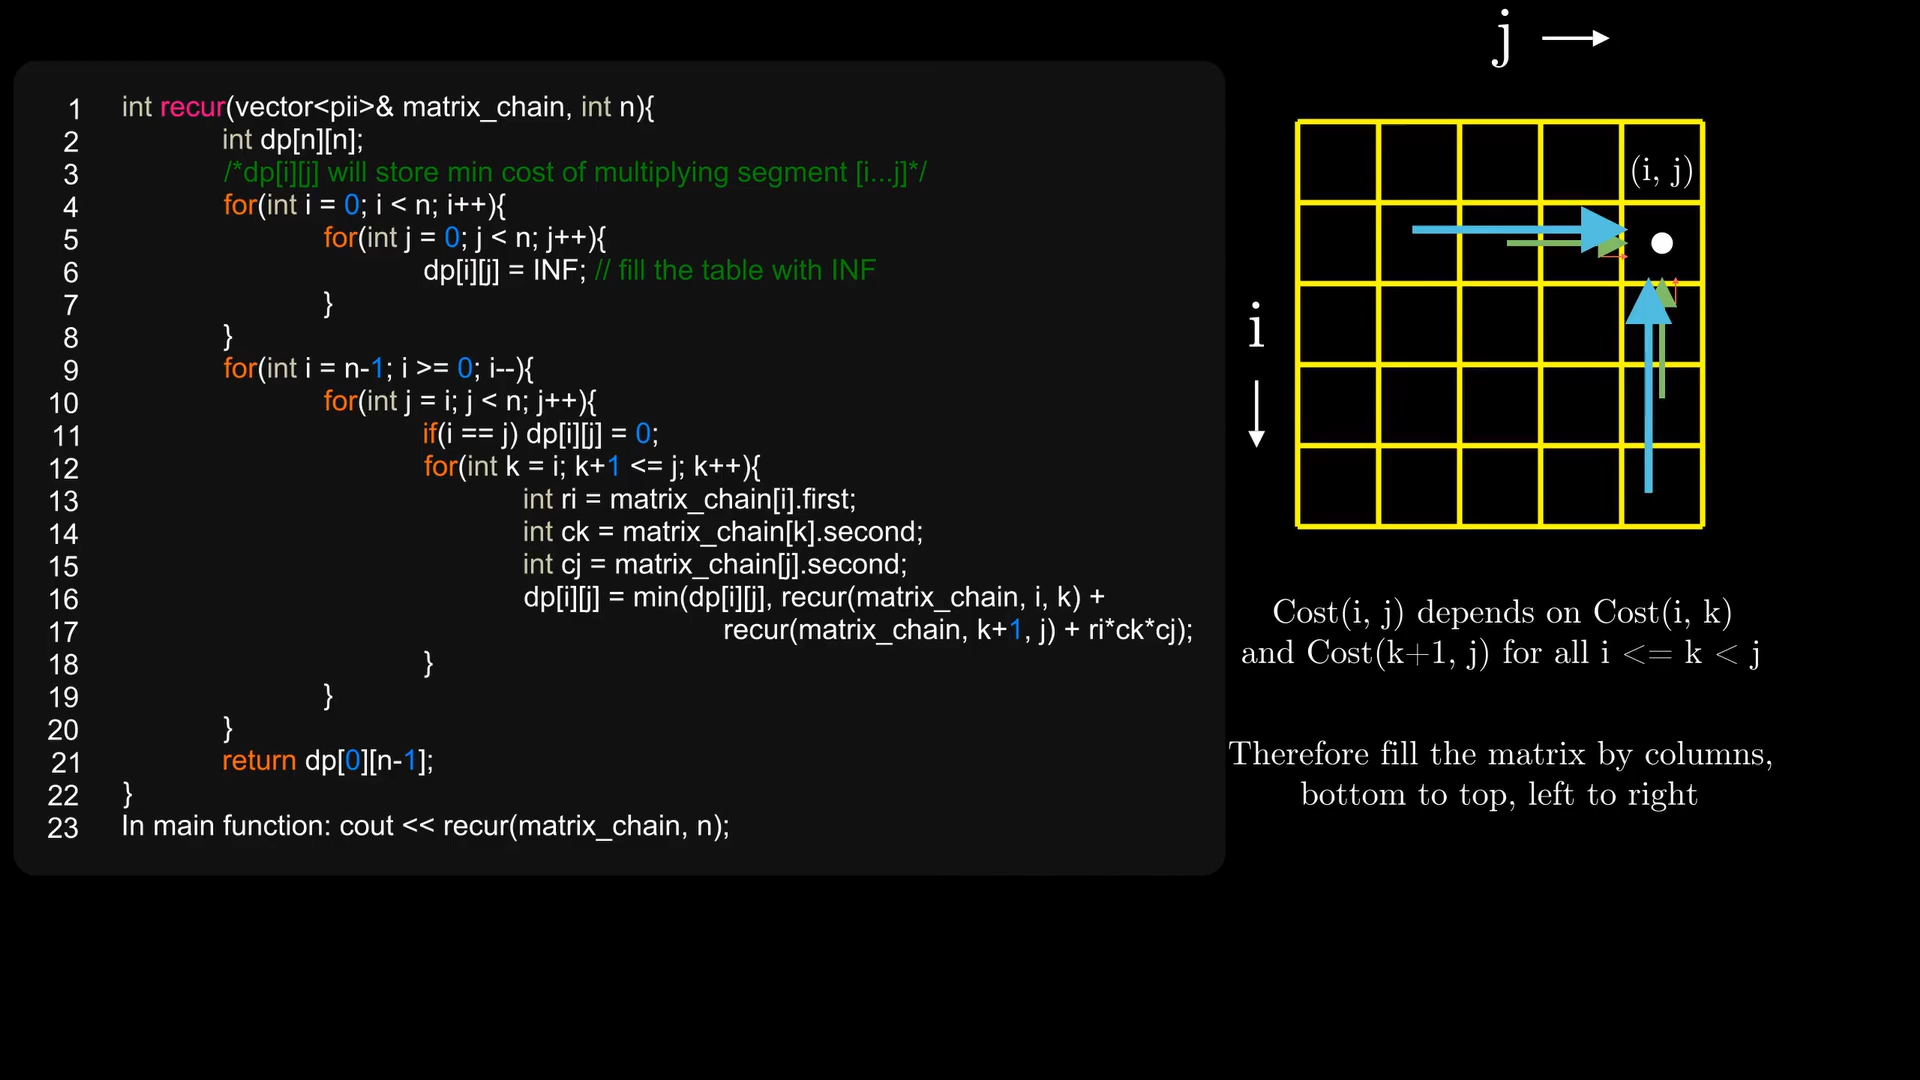 1 int recur(vector<pii>& matrix_chain, int n){
2 int dp[n][n];
3 /*dp[i][j] will store min cost of multiplying segment [i...j]*/
4 for(int i = 0; i < n; i++){
5 for(int j = 0; j < n; j++){
6 dp[i][j] = INF; // fill the table with INF
7 }
8 }
9 for(int i = n-1; i >= 0; i--){
10 for(int j = i; j < n; j++){
11 if(i == j) dp[i][j] = 0;
12 for(int k = i; k+1 <= j; k++){
13 int ri = matrix_chain[i].first;
14 int ck = matrix_chain[k].second;
15 int cj = matrix_chain[j].second;
16 dp[i][j] = min(dp[i][j], recur(matrix_chain, i, k) +
17 recur(matrix_chain, k+1, j) + ri*ck*cj);
18 }
19 }
20 }
21 return dp[0][n-1];
22 }
23 In main function: cout << recur(matrix_chain, n);
j
(i, j)
i
Cost(i, j) depends on Cost(i, k)
and Cost(k+1, j) for all i <= k < j
Therefore fill the matrix by columns,
bottom to top, left to right